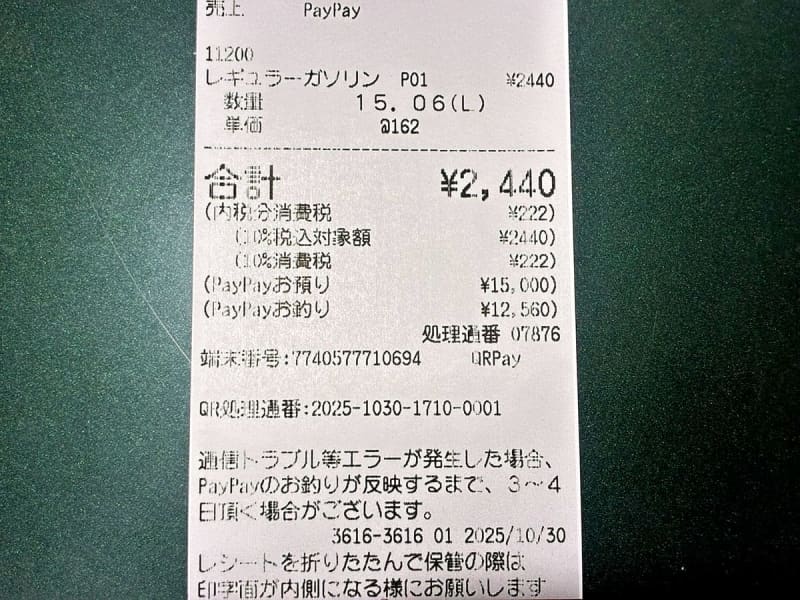 売上 PayPay
11200
レギュラーガソリン P01 ¥2440
数量 15.06(L)
単価 @162
合計 ¥2,440
(内税分消費税 ¥222)
(10%税込対象額 ¥2440)
(10%消費税 ¥222)
(PayPayお預り ¥15,000)
(PayPayお釣り ¥12,560)
処理通番 07876
端末番号:7740577710694 QRPay
QR処理通番:2025-1030-1710-0001
通信トラブル等エラーが発生した場合、
PayPayのお釣りが反映するまで、3〜4
日頂く場合がございます。
3616-3616 01 2025/10/30
レシートを折りたたんで保管の際は
印字面が内側になる様にお願いします